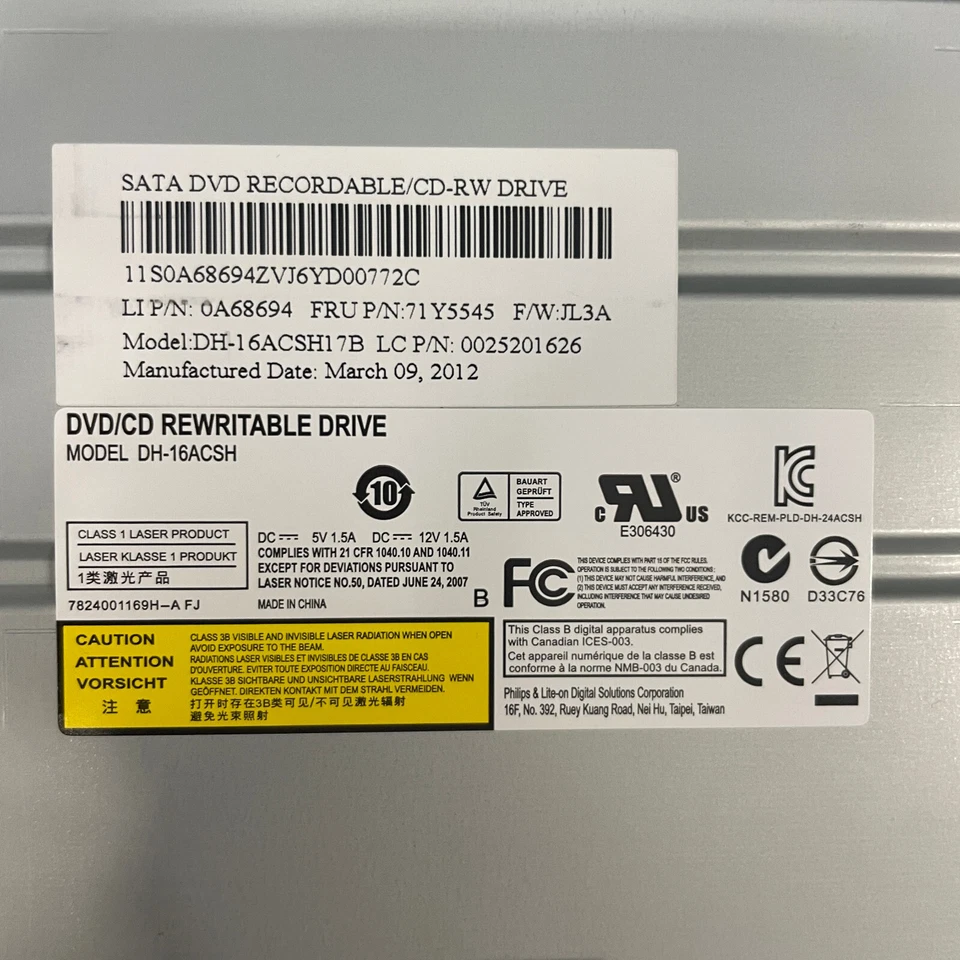 SATA DVD RECORDABLE/CD-RW DRIVE
11S0A68694ZVJ6YD00772C
LI P/N: 0A68694 FRU P/N:71Y5545 F/W:JL3A
Model:DH-16ACSH17B LC P/N: 0025201626
Manufactured Date: March 09, 2012
DVD/CD REWRITABLE DRIVE
MODEL DH-16ACSH
10
TÜV
Rheinland
Product Safety
BAUART
GEPRÜFT
TYPE
APPROVED
c RU US ®
E306430
KC
KCC-REM-PLD-DH-24ACSH
CLASS 1 LASER PRODUCT
LASER KLASSE 1 PRODUKT
1类激光产品
7824001169H-A FJ
DC 5V 1.5A DC 12V 1.5A
COMPLIES WITH 21 CFR 1040.10 AND 1040.11
EXCEPT FOR DEVIATIONS PURSUANT TO
LASER NOTICE NO.50, DATED JUNE 24, 2007
MADE IN CHINA
B
FC
THIS DEVICE COMPLIES WITH PART 15 OF THE FCC RULES.
OPERATION IS SUBJECT TO THE FOLLOWING TWO CONDITIONS :
(1) THIS DEVICE MAY NOT CAUSE HARMFUL INTERFERENCE, AND
(2) THIS DEVICE MUST ACCEPT ANY INTERFERENCE RECEIVED,
INCLUDING INTERFERENCE THAT MAY CAUSE UNDESIRED
OPERATION.
N1580
D33C76
CAUTION
ATTENTION
VORSICHT
注 意
CLASS 3B VISIBLE AND INVISIBLE LASER RADIATION WHEN OPEN
AVOID EXPOSURE TO THE BEAM.
RADIATIONS LASER VISIBLES ET INVISIBLES DE CLASSE 3B EN CAS
D'OUVERTURE. EVITER TOUTE EXPOSITION DIRECTE AU FAISCEAU.
KLASSE 3B SICHTBARE UND UNSICHTBARE LASERSTRAHLUNG WENN
GEÖFFNET. DIREKTEN KONTAKT MIT DEM STRAHL VERMEIDEN.
打开时存在3B类可见/不可见激光辐射
避免光束照射
This Class B digital apparatus complies
with Canadian ICES-003.
Cet appareil numérique de la classe B est
conforme à la norme NMB-003 du Canada.
CE
Philips & Lite-on Digital Solutions Corporation
16F, No. 392, Ruey Kuang Road, Nei Hu, Taipei, Taiwan